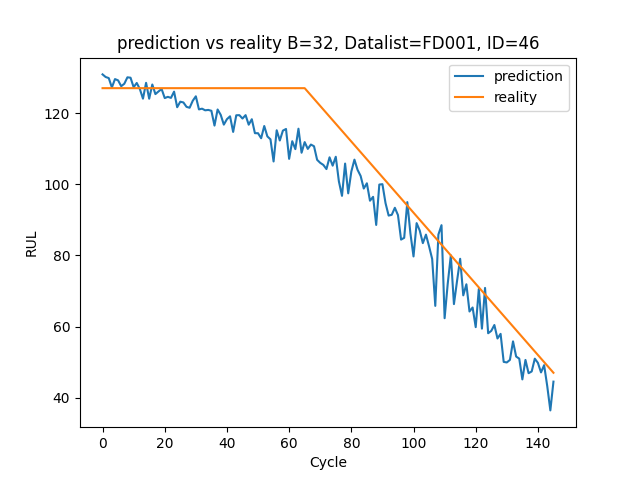 prediction vs reality B=32, Datalist=FD001, ID=46
prediction
reality
120
100
80
60
40
RUL
0 20 40 60 80 100 120 140
Cycle